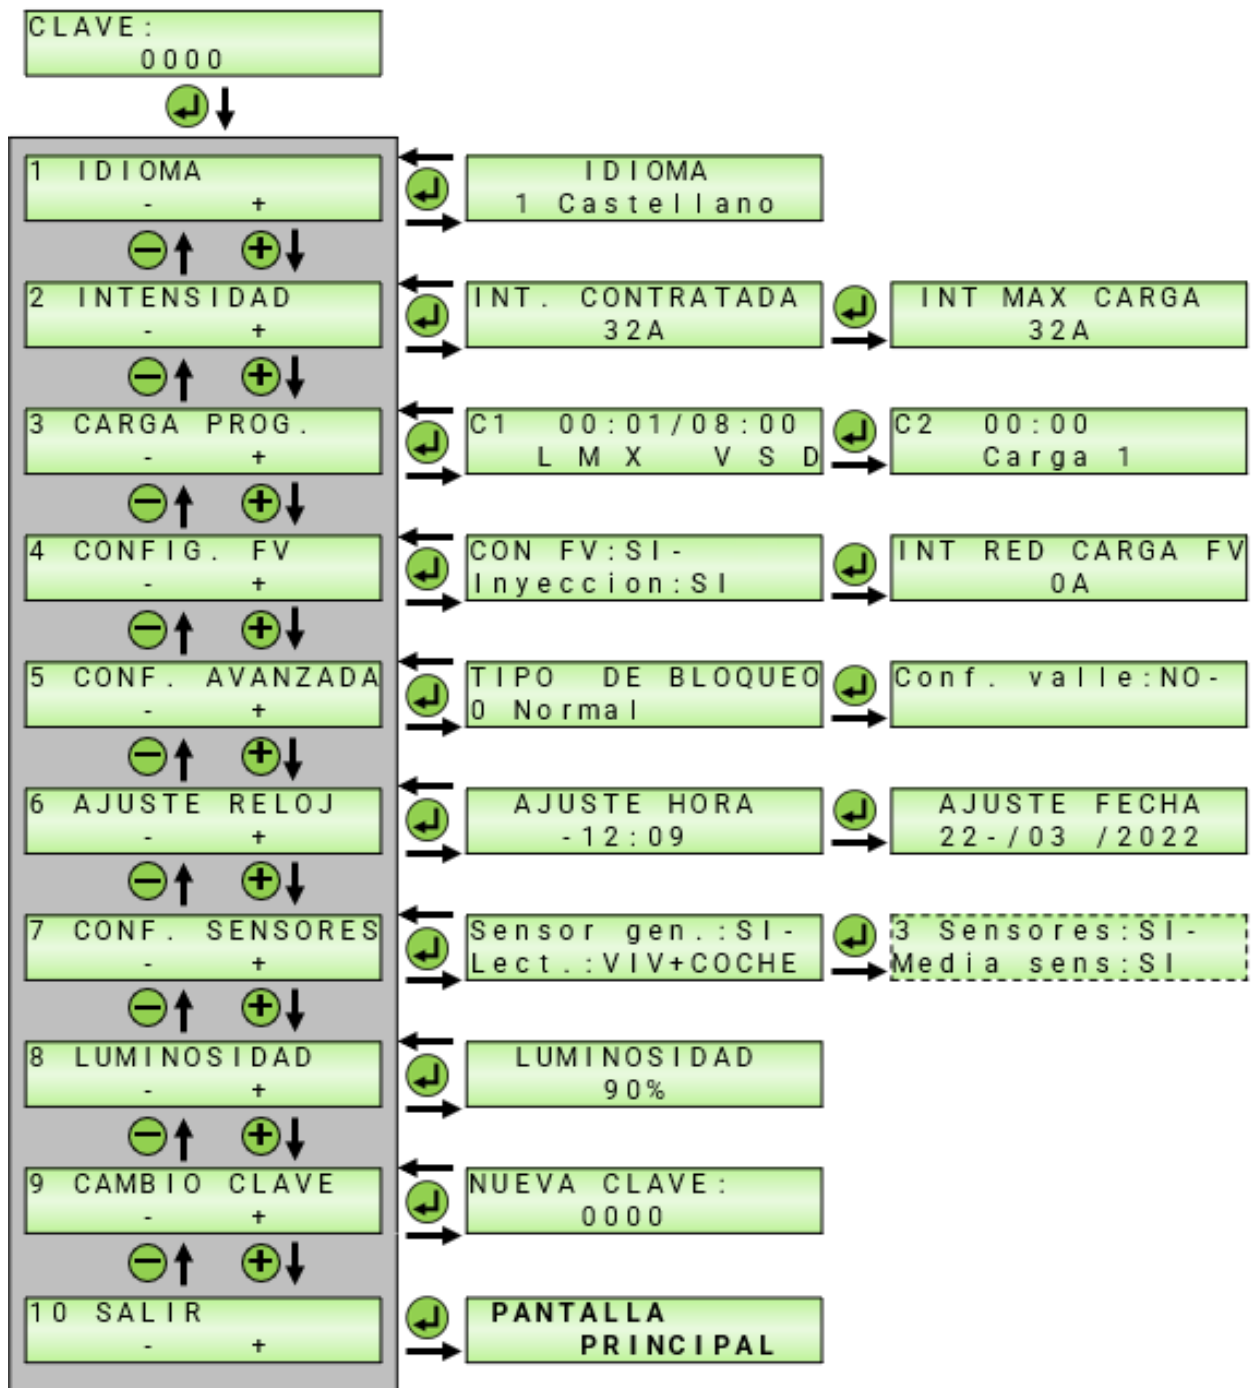 CLAVE:
0000
1 IDIOMA
- +
IDIOMA
1 Castellano
2 INTENSIDAD
- +
INT. CONTRATADA
32A
INT MAX CARGA
32A
3 CARGA PROG.
- +
C1 00:01/08:00
L M X V S D
C2 00:00
Carga 1
4 CONFIG. FV
- +
CON FV:SI-
Inyeccion:SI
INT RED CARGA FV
0A
5 CONF. AVANZADA
- +
TIPO DE BLOQUEO
0 Normal
Conf. valle:NO-
6 AJUSTE RELOJ
- +
AJUSTE HORA
-12:09
AJUSTE FECHA
22-/03 /2022
7 CONF. SENSORES
- +
Sensor gen.:SI-
Lect.:VIV+COCHE
3 Sensores:SI-
Media sens:SI
8 LUMINOSIDAD
- +
LUMINOSIDAD
90%
9 CAMBIO CLAVE
- +
NUEVA CLAVE:
0000
10 SALIR
- +
PANTALLA
PRINCIPAL